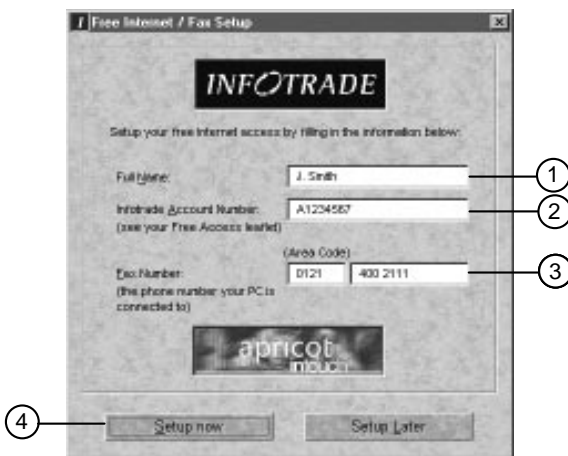 Free Internet / Fax Setup
INFOTRADE
Setup your free Internet access by filling in the information below:
Full Name: J. Smith 1
Infotrade Account Number: A1234567 2
(see your Free Access leaflet)
(Area Code)
Fax Number: 0121 400 2111 3
(the phone number your PC is
connected to)
apricot
INTOUCH
4 Setup now Setup Later